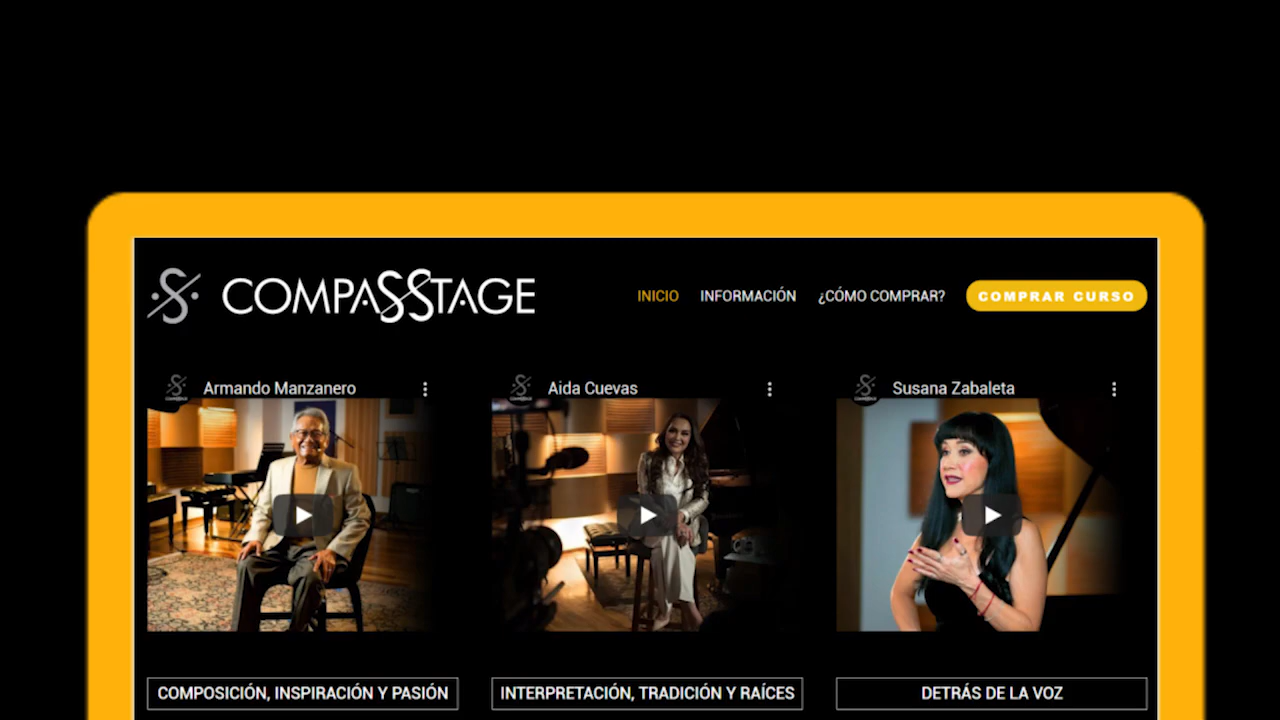 COMPASSTAGE
INICIO INFORMACIÓN ¿CÓMO COMPRAR? COMPRAR CURSO
Armando Manzanero
Aida Cuevas
Susana Zabaleta
COMPOSICIÓN, INSPIRACIÓN Y PASIÓN
INTERPRETACIÓN, TRADICIÓN Y RAÍCES
DETRÁS DE LA VOZ